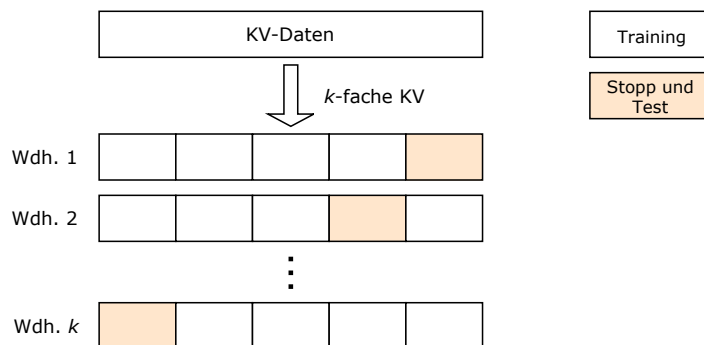 KV-Daten
Training
k-fache KV
Stopp und
Test
Wdh. 1
Wdh. 2
Wdh. k